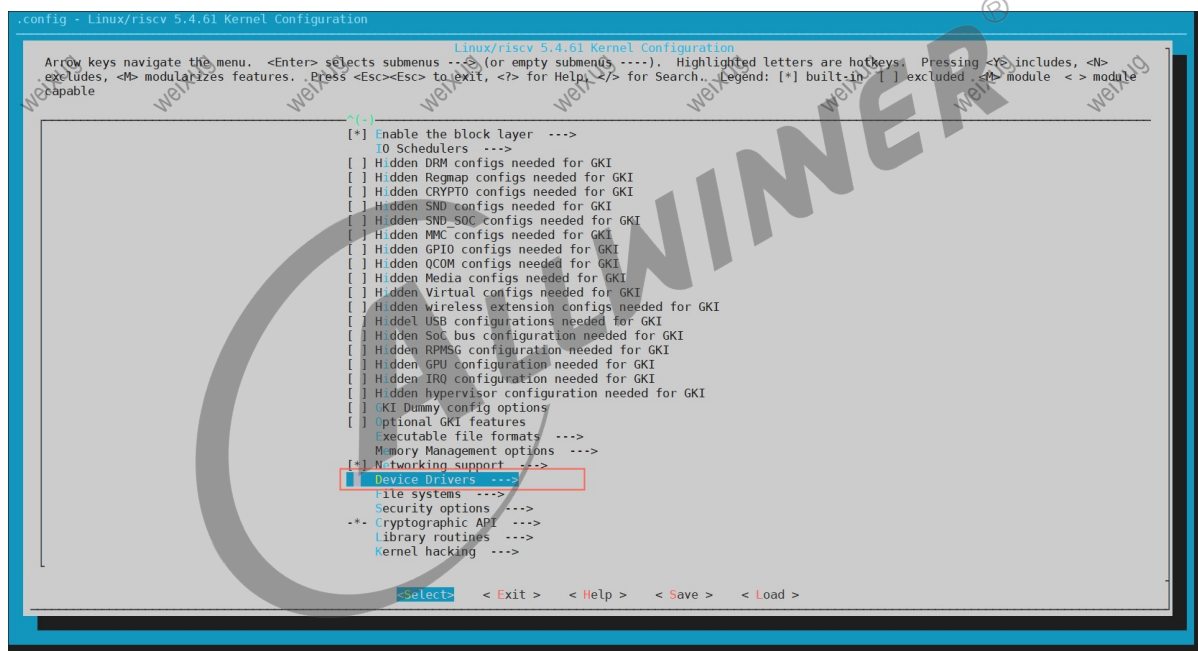 .config - Linux/riscv 5.4.61 Kernel Configuration
Linux/riscv 5.4.61 Kernel Configuration
Arrow keys navigate the menu. <Enter> selects submenus ---> (or empty submenus ----). Highlighted letters are hotkeys. Pressing <Y> includes, <N>
excludes, <M> modularizes features. Press <Esc><Esc> to exit, <?> for Help, </> for Search. Legend: [*] built-in [ ] excluded <M> module < > module
capable
^(-)
[*] Enable the block layer --->
IO Schedulers --->
[ ] Hidden DRM configs needed for GKI
[ ] Hidden Regmap configs needed for GKI
[ ] Hidden CRYPTO configs needed for GKI
[ ] Hidden SND configs needed for GKI
[ ] Hidden SND_SOC configs needed for GKI
[ ] Hidden MMC configs needed for GKI
[ ] Hidden GPIO configs needed for GKI
[ ] Hidden QCOM configs needed for GKI
[ ] Hidden Media configs needed for GKI
[ ] Hidden Virtual configs needed for GKI
[ ] Hidden wireless extension configs needed for GKI
[ ] Hiddel USB configurations needed for GKI
[ ] Hidden SoC bus configuration needed for GKI
[ ] Hidden RPMSG configuration needed for GKI
[ ] Hidden GPU configuration needed for GKI
[ ] Hidden IRQ configuration needed for GKI
[ ] Hidden hypervisor configuration needed for GKI
[ ] GKI Dummy config options
[ ] Optional GKI features
Executable file formats --->
Memory Management options --->
[*] Networking support --->
Device Drivers --->
File systems --->
Security options --->
-*- Cryptographic API --->
Library routines --->
Kernel hacking --->
<Select> < Exit > < Help > < Save > < Load >
ALLWINNER®
weixug weixug weixug weixug weixug weixug weixug weixug weixug